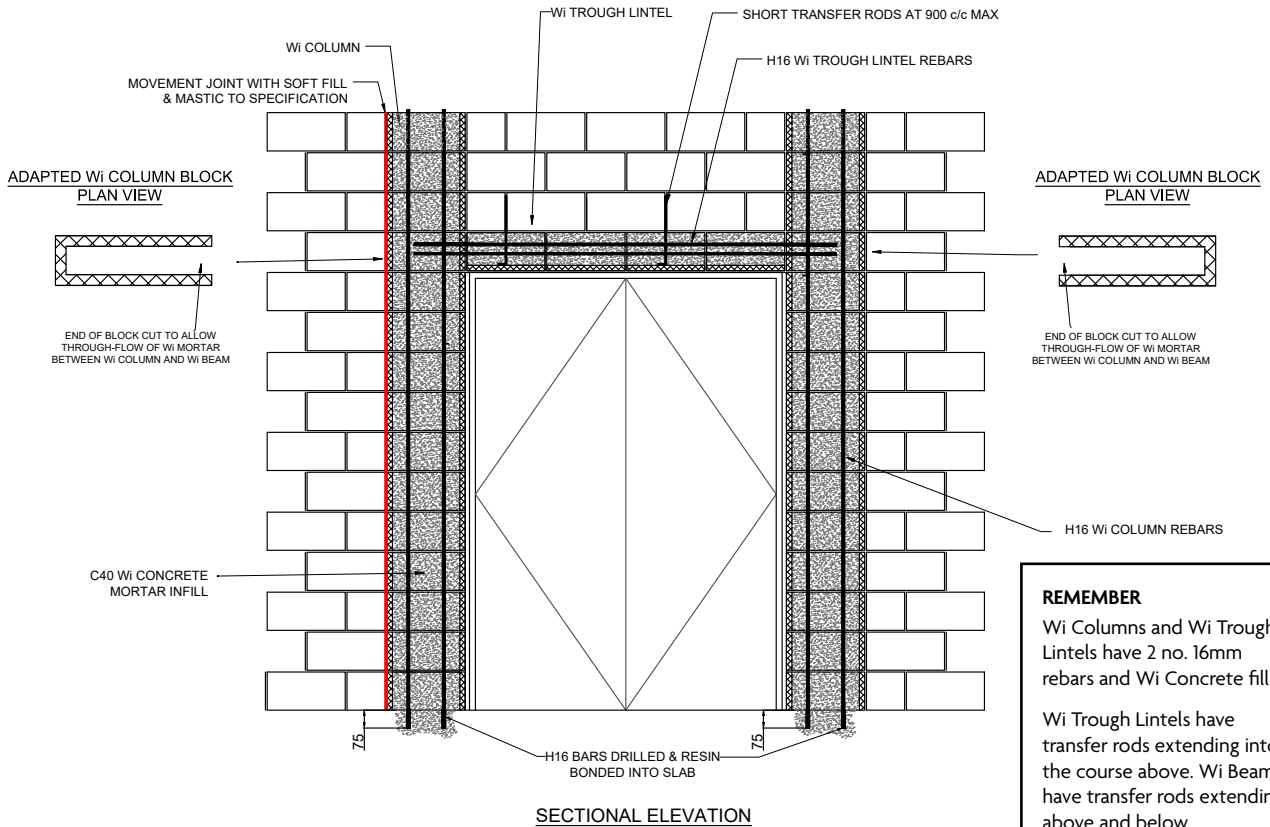 Wi TROUGH LINTEL
SHORT TRANSFER RODS AT 900 c/c MAX
Wi COLUMN
H16 Wi TROUGH LINTEL REBARS
MOVEMENT JOINT WITH SOFT FILL
& MASTIC TO SPECIFICATION
ADAPTED Wi COLUMN BLOCK
PLAN VIEW
ADAPTED Wi COLUMN BLOCK
PLAN VIEW
END OF BLOCK CUT TO ALLOW
THROUGH-FLOW OF Wi MORTAR
BETWEEN Wi COLUMN AND Wi BEAM
END OF BLOCK CUT TO ALLOW
THROUGH-FLOW OF Wi MORTAR
BETWEEN Wi COLUMN AND Wi BEAM
H16 Wi COLUMN REBARS
C40 Wi CONCRETE
MORTAR INFILL
REMEMBER
Wi Columns and Wi Trough
Lintels have 2 no. 16mm
rebars and Wi Concrete fill
Wi Trough Lintels have
transfer rods extending into
the course above. Wi Beam
have transfer rods extendin
above and below
75
75
H16 BARS DRILLED & RESIN
BONDED INTO SLAB
SECTIONAL ELEVATION